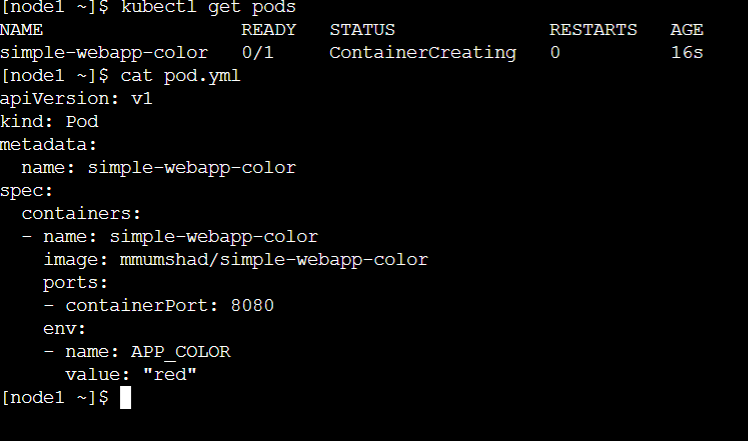 [node1 ~]$ kubectl get pods
NAME                  READY   STATUS              RESTARTS   AGE
simple-webapp-color   0/1     ContainerCreating   0          16s
[node1 ~]$ cat pod.yml
apiVersion: v1
kind: Pod
metadata:
  name: simple-webapp-color
spec:
  containers:
  - name: simple-webapp-color
    image: mmumshad/simple-webapp-color
    ports:
    - containerPort: 8080
    env:
    - name: APP_COLOR
      value: "red"
[node1 ~]$